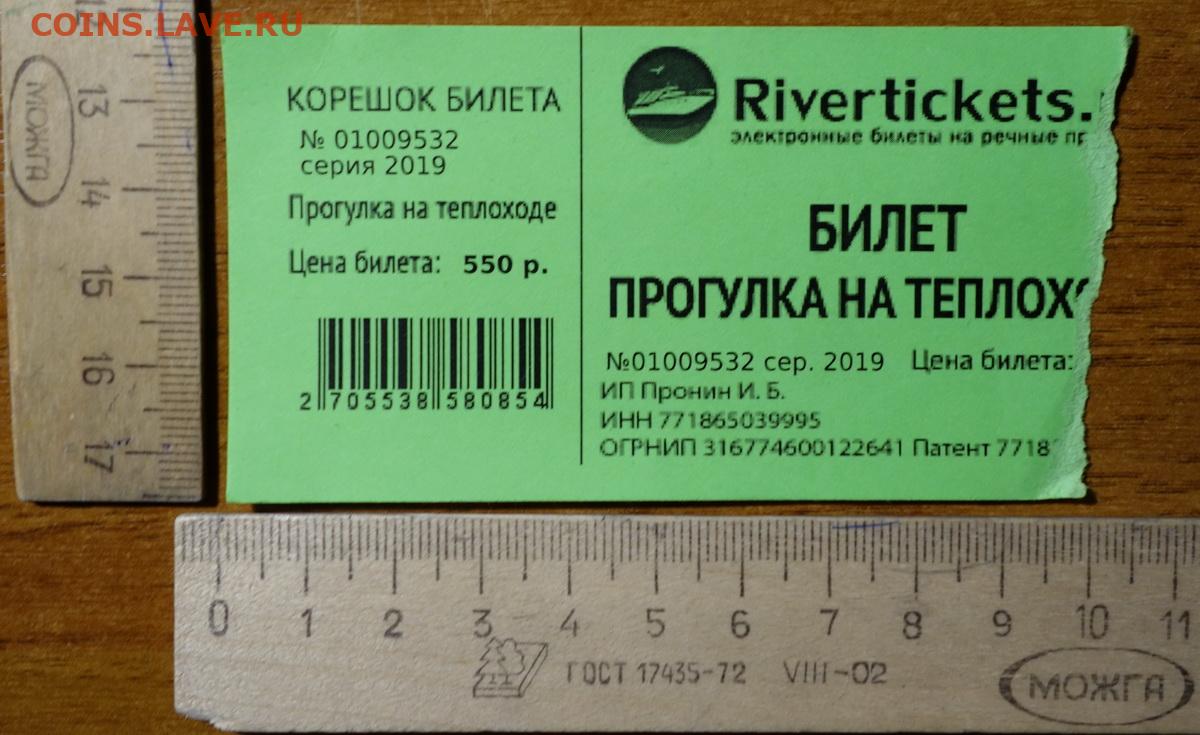 COINS.LAVE.RU
КОРЕШОК БИЛЕТА
№ 01009532
серия 2019
Прогулка на теплоходе
Цена билета: 550 р.
2 705538 580854
Rivertickets.
электронные билеты на речные пр
БИЛЕТ
ПРОГУЛКА НА ТЕПЛОХ
№01009532 сер. 2019 Цена билета:
ИП Пронин И. Б.
ИНН 771865039995
ОГРНИП 316774600122641 Патент 7718
МОЖГА
13
14
15
16
17
0 1 2 3 4 5 6 7 8 9 10 11
ГОСТ 17435-72 VIII-02
МОЖГА